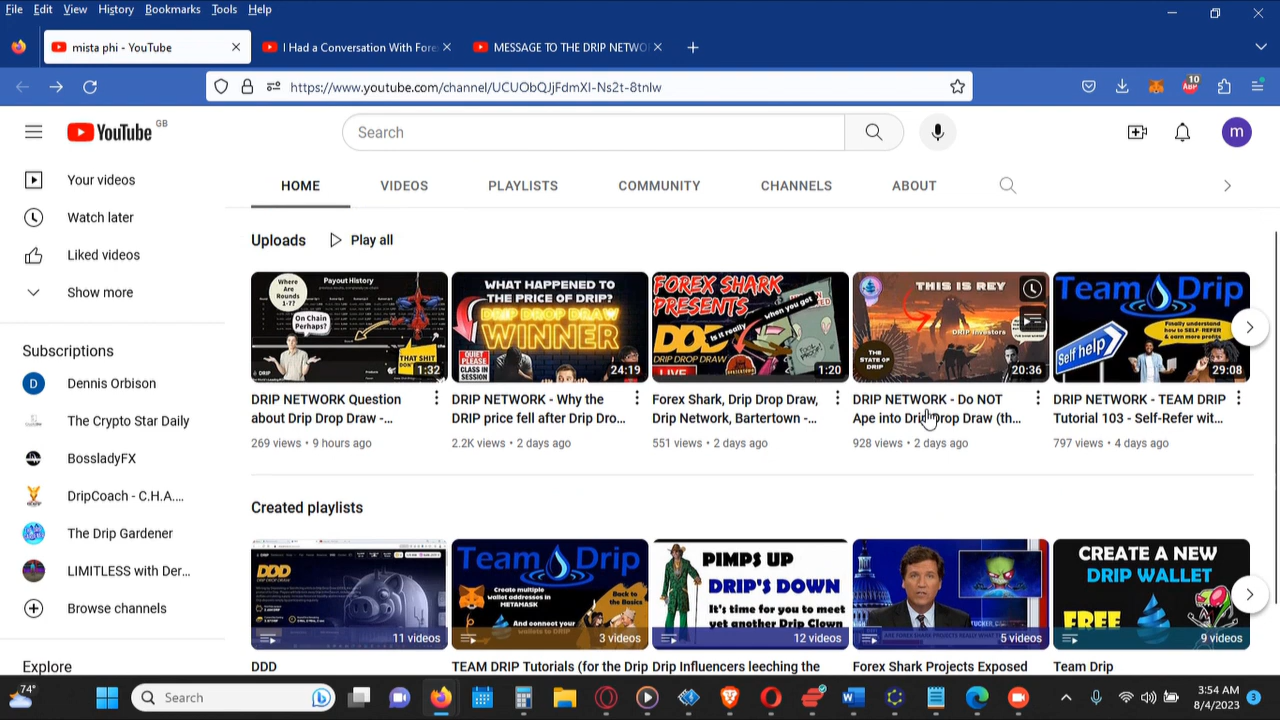 File Edit View History Bookmarks Tools Help
mista phi - YouTube
I Had a Conversation With Fore
MESSAGE TO THE DRIP NETWO
https://www.youtube.com/channel/UCUObQJjFdmXI-Ns2t-8tnlw
10
ABP
YouTube GB
Search
m
Your videos
Watch later
Liked videos
Show more
Subscriptions
D
Dennis Orbison
The Crypto Star Daily
BossladyFX
DripCoach - C.H.A....
The Drip Gardener
LIMITLESS with Der...
Browse channels
Explore
HOME VIDEOS PLAYLISTS COMMUNITY CHANNELS ABOUT
Uploads Play all
Where
Are
Rounds
1-7?
Payout History
On Chain
Perhaps?
THAT SHIT
1:32
DRIP NETWORK Question
about Drip Drop Draw -...
269 views • 9 hours ago
WHAT HAPPENED TO
THE PRICE OF DRIP?
DRIP DROP DRAW
WINNER
QUIET
PLEASE
CLASS IN
SESSION
24:19
DRIP NETWORK - Why the
DRIP price fell after Drip Dro...
2.2K views • 2 days ago
FOREX SHARK
PRESENTS
DDD
DRIP DROP DRAW
LIVE
Is it really
1:20
Forex Shark, Drip Drop Draw,
Drip Network, Bartertown -...
551 views • 2 days ago
THIS IS REY
DRIP Investors
THE
STATE OF
DRIP
20:36
DRIP NETWORK - Do NOT
Ape into Drip Drop Draw (th...
928 views • 2 days ago
Team Drip
Finally understand
how to SELF-REFER &
earn more profits
Self help
29:08
DRIP NETWORK - TEAM DRIP
Tutorial 103 - Self-Refer wit...
797 views • 4 days ago
Created playlists
DDD
DRIP DROP DRAW
11 videos
DDD
Team Drip
Create multiple
wallet addresses in
METAMASK
Back to
the Basics
And connect your
wallets to DRIP
3 videos
TEAM DRIP Tutorials (for the Drip
PUMPS UP
DOWN
it's time for you to meet
yet another Drip Clown
12 videos
Drip Influencers leeching the
TUCKER
5 videos
Forex Shark Projects Exposed
CREATE A NEW
FREE
9 videos
Team Drip
74°
Search
3:54 AM
8/4/2023
3